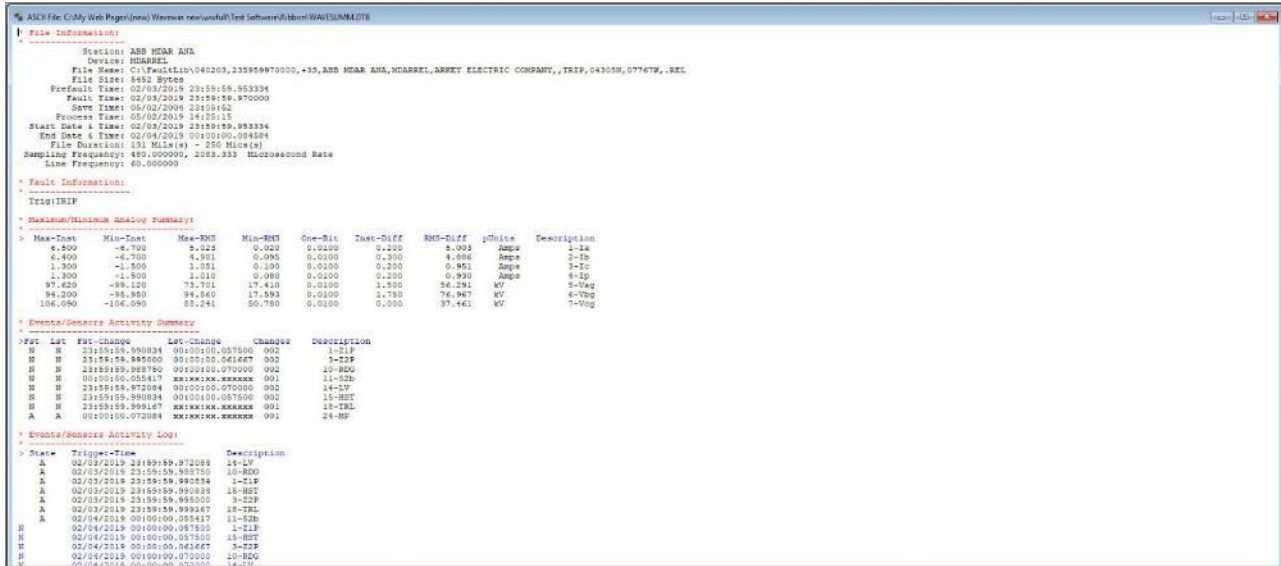 ASCII File: C:\My Web Pages\(new) Wavewin new\wwfull\Test Software\Ribbon\WAVESUMM.DTB
* File Information:
* -------------------
Station: ABB MDAR ANA
Device: MDARREL
File Name: C:\FaultLib\040203,235959970000,+35,ABB MDAR ANA,MDARREL,ARKEY ELECTRIC COMPANY,,TRIP,04305N,07767W,.REL
File Size: 5452 Bytes
Prefault Time: 02/03/2019 23:59:59.953334
Fault Time: 02/03/2019 23:59:59.970000
Save Time: 05/02/2004 23:05:52
Process Time: 05/02/2019 14:25:15
Start Date & Time: 02/03/2019 23:59:59.953334
End Date & Time: 02/04/2019 00:00:00.084584
File Duration: 131 Mils(s) - 250 Mics(s)
Sampling Frequency: 480.000000, 2083.333 Microsecond Rate
Line Frequency: 60.000000
* Fault Information:
* --------------------
Trig:TRIP
* Maximum/Minimum Analog Summary:
* ---------------------------------
> Max-Inst Min-Inst Max-RMS Min-RMS One-Bit Inst-Diff RMS-Diff pUnits Description
6.500 -6.700 5.023 0.020 0.0100 0.200 5.003 Amps 1-Ia
6.400 -6.700 4.981 0.095 0.0100 0.300 4.886 Amps 2-Ib
1.300 -1.500 1.051 0.100 0.0100 0.200 0.951 Amps 3-Ic
1.300 -1.500 1.010 0.080 0.0100 0.200 0.930 Amps 4-Ip
97.620 -99.120 73.701 17.410 0.0100 1.500 56.291 kV 5-Vag
94.200 -95.950 94.560 17.593 0.0100 1.750 76.967 kV 6-Vbg
106.090 -106.090 88.241 50.780 0.0100 0.000 37.461 kV 7-Vcg
* Events/Sensors Activity Summary
* ----------------------------------
>Fst Lst Fst-Change Lst-Change Changes Description
N N 23:59:59.990834 00:00:00.057500 002 1-Z1P
N N 23:59:59.995000 00:00:00.061667 002 3-Z2P
N N 23:59:59.988750 00:00:00.070000 002 10-RDG
N N 00:00:00.055417 xx:xx:xx.xxxxxx 001 11-52b
N N 23:59:59.972084 00:00:00.070000 002 14-LV
N N 23:59:59.990834 00:00:00.057500 002 15-HST
N N 23:59:59.999167 xx:xx:xx.xxxxxx 001 18-TRL
A A 00:00:00.072084 xx:xx:xx.xxxxxx 001 24-MP
* Events/Sensors Activity Log:
* -------------------------------
> State Trigger-Time Description
A 02/03/2019 23:59:59.972084 14-LV
A 02/03/2019 23:59:59.988750 10-RDG
A 02/03/2019 23:59:59.990834 1-Z1P
A 02/03/2019 23:59:59.990834 15-HST
A 02/03/2019 23:59:59.995000 3-Z2P
A 02/03/2019 23:59:59.999167 18-TRL
A 02/04/2019 00:00:00.055417 11-52b
N 02/04/2019 00:00:00.057500 1-Z1P
N 02/04/2019 00:00:00.057500 15-HST
N 02/04/2019 00:00:00.061667 3-Z2P
N 02/04/2019 00:00:00.070000 10-RDG
N 02/04/2019 00:00:00.070000 14-LV